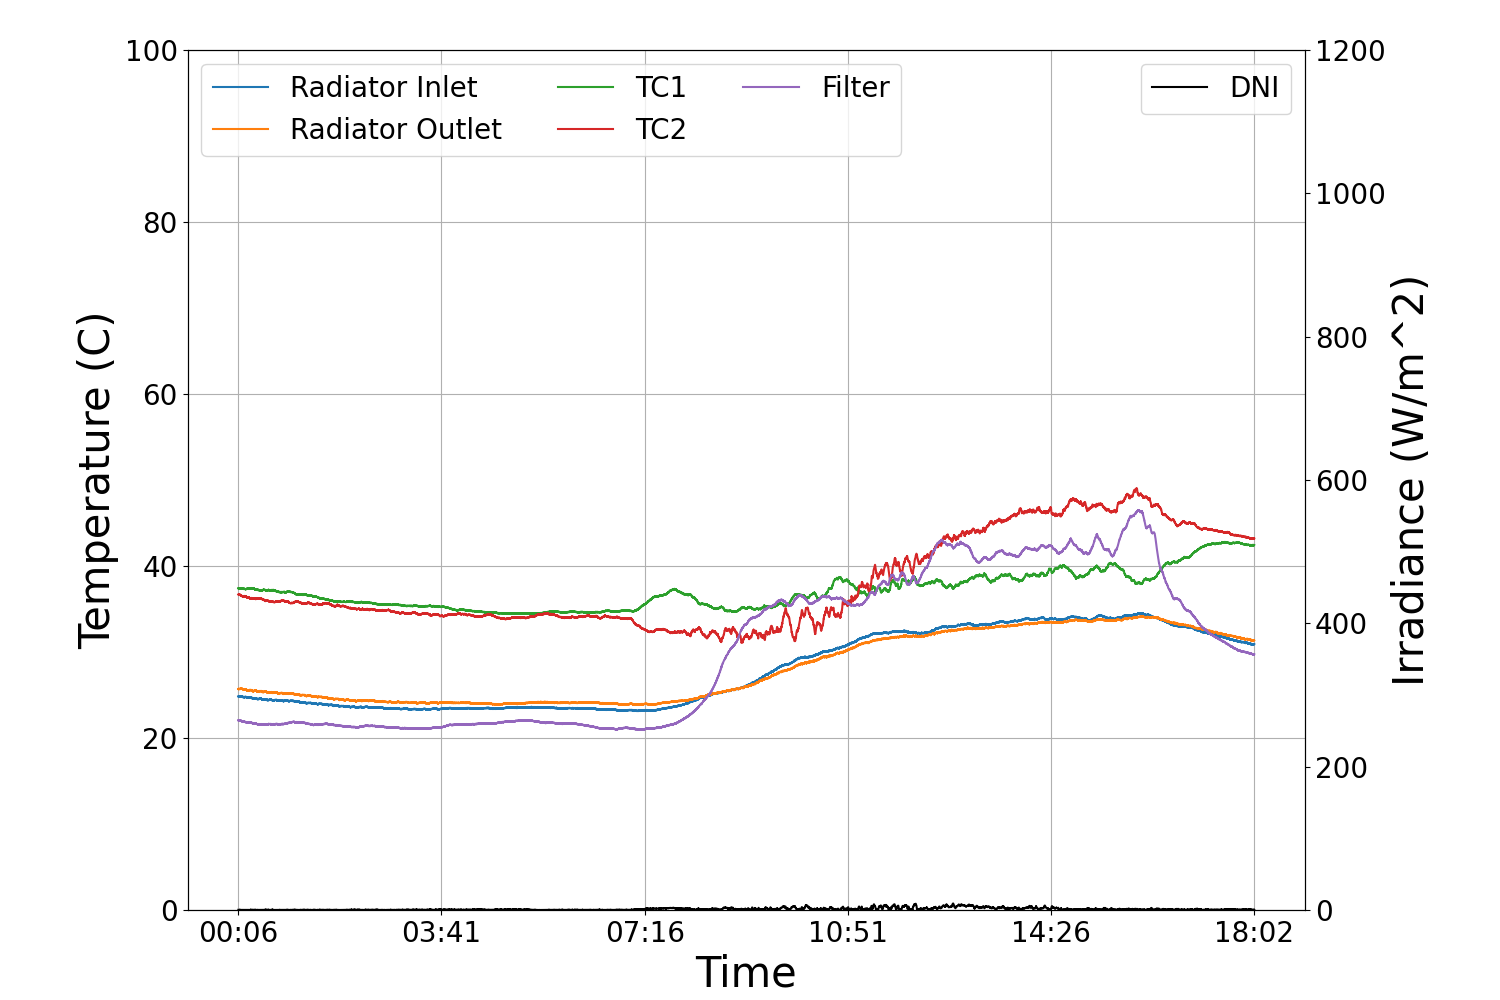 100
80
60
40
20
0
Temperature (C)
Radiator Inlet
Radiator Outlet
TC1
TC2
Filter
DNI
1200
1000
800
600
400
200
0
Irradiance (W/m^2)
00:06 03:41 07:16 10:51 14:26 18:02
Time